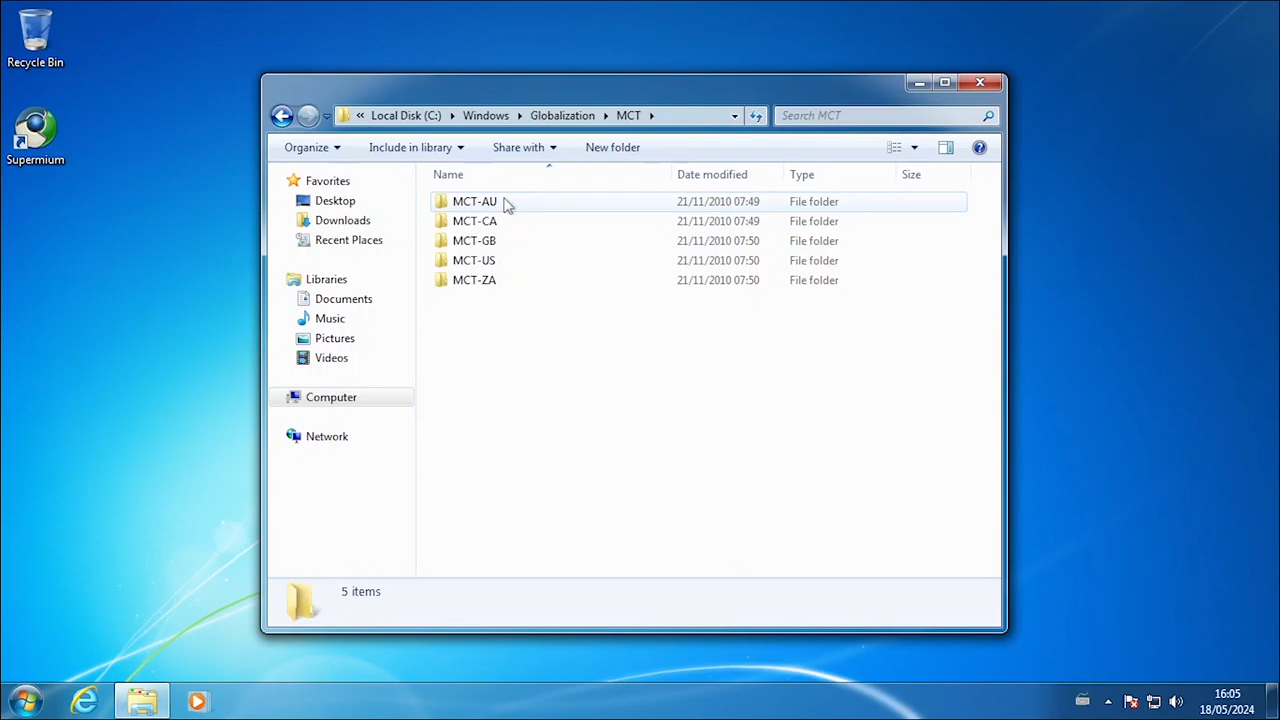 Recycle Bin
Supermium
« Local Disk (C:) Windows Globalization MCT
Search MCT
Organize Include in library Share with New folder
Name Date modified Type Size
Favorites
Desktop
Downloads
Recent Places
Libraries
Documents
Music
Pictures
Videos
Computer
Network
MCT-AU 21/11/2010 07:49 File folder
MCT-CA 21/11/2010 07:49 File folder
MCT-GB 21/11/2010 07:50 File folder
MCT-US 21/11/2010 07:50 File folder
MCT-ZA 21/11/2010 07:50 File folder
5 items
16:05
18/05/2024